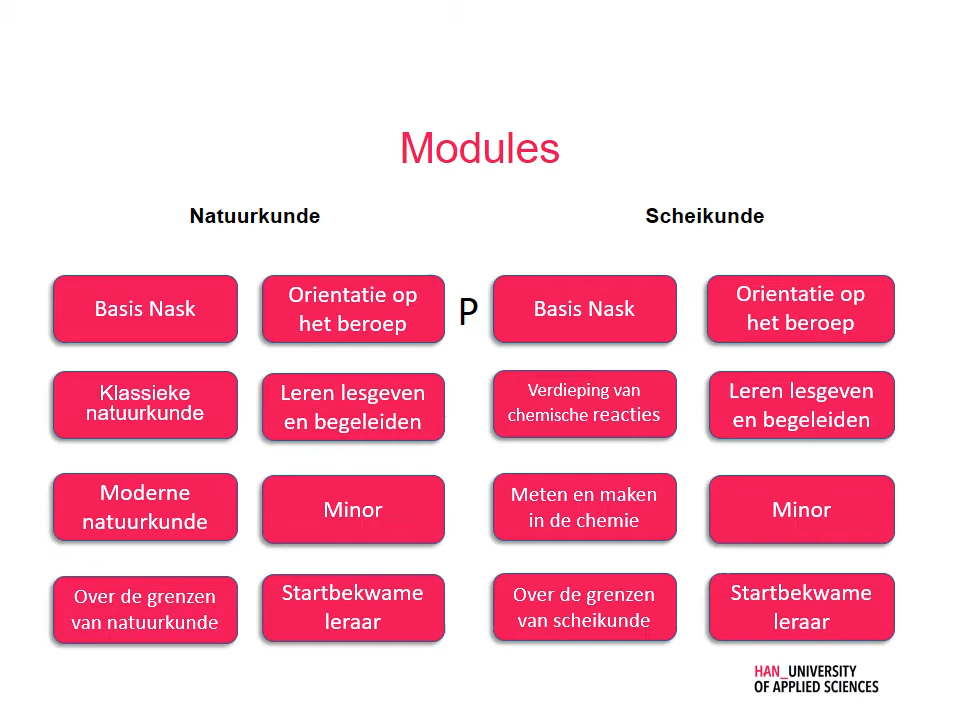 Modules
Natuurkunde
Scheikunde
Basis Nask
Orientatie op
het beroep
P
Basis Nask
Orientatie op
het beroep
Klassieke
natuurkunde
Leren lesgeven
en begeleiden
Verdieping van
chemische reacties
Leren lesgeven
en begeleiden
Moderne
natuurkunde
Minor
Meten en maken
in de chemie
Minor
Over de grenzen
van natuurkunde
Startbekwame
leraar
Over de grenzen
van scheikunde
Startbekwame
leraar
HAN_UNIVERSITY
OF APPLIED SCIENCES